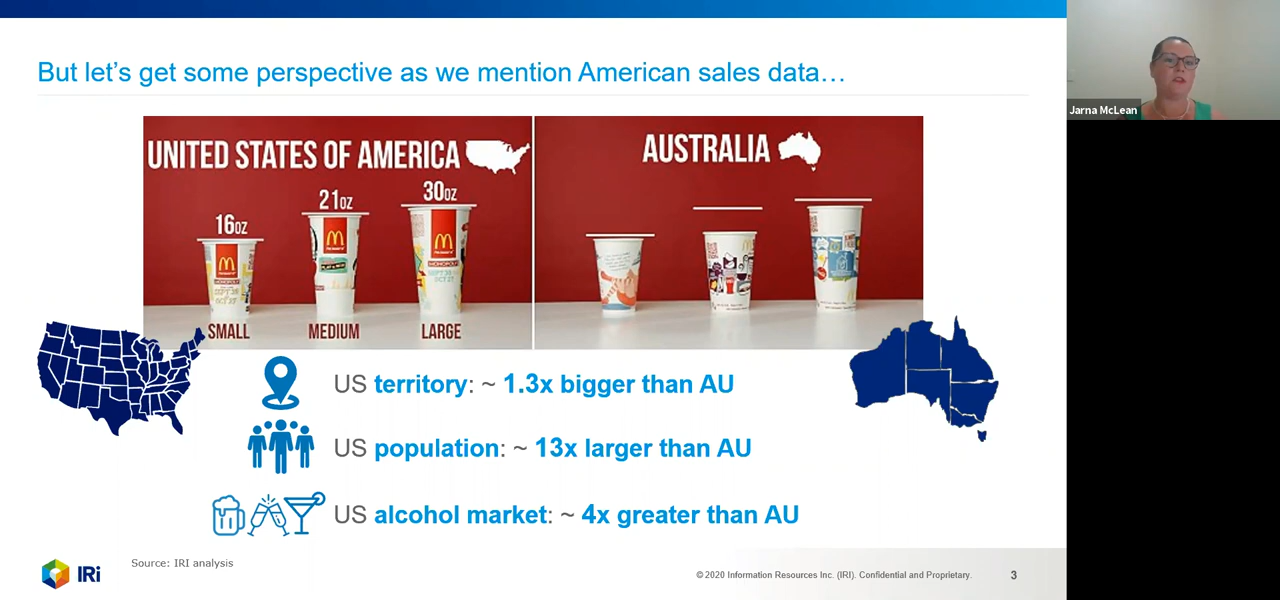 But let's get some perspective as we mention American sales data…
Jarna McLean
UNITED STATES OF AMERICA
AUSTRALIA
16OZ
21OZ
30OZ
MONOPOLY
SMALL
MEDIUM
LARGE
US territory: ~ 1.3x bigger than AU
US population: ~ 13x larger than AU
US alcohol market: ~ 4x greater than AU
IRi
Source: IRI analysis
© 2020 Information Resources Inc. (IRI). Confidential and Proprietary.
3